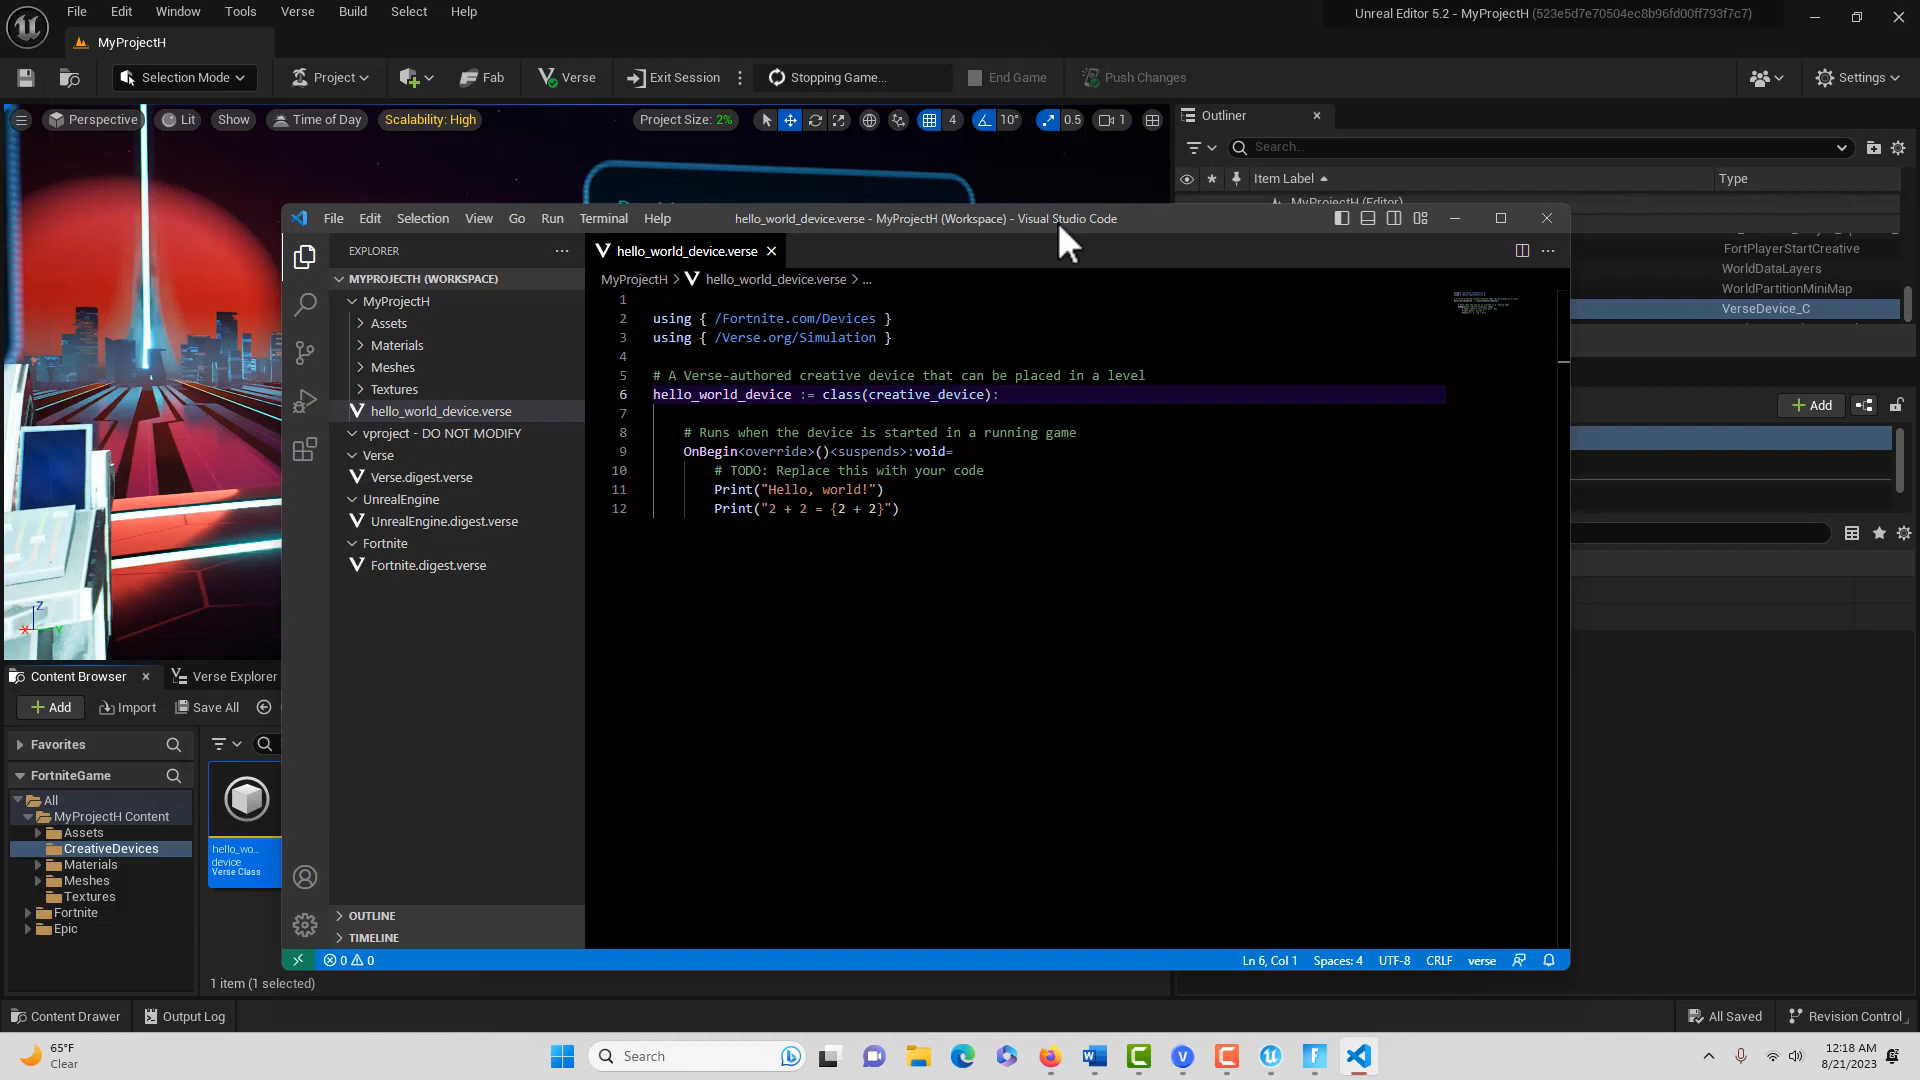 File Edit Window Tools Verse Build Select Help
Unreal Editor 5.2 - MyProjectH (523e5d7e70504ec8b96fd00ff793f7c7)
MyProjectH
Selection Mode Project Fab Verse Exit Session Stopping Game... End Game Push Changes Settings
Perspective Lit Show Time of Day Scalability: High Project Size: 2% 4 10° 0.5 1
Outliner
Search...
Item Label Type
MyProjectH (Editor)
FortPlayerStartCreative
WorldDataLayers
WorldPartitionMiniMap
VerseDevice_C
Add
File Edit Selection View Go Run Terminal Help
hello_world_device.verse - MyProjectH (Workspace) - Visual Studio Code
EXPLORER
MYPROJECTH (WORKSPACE)
MyProjectH
Assets
Materials
Meshes
Textures
hello_world_device.verse
vproject - DO NOT MODIFY
Verse
Verse.digest.verse
UnrealEngine
UnrealEngine.digest.verse
Fortnite
Fortnite.digest.verse
OUTLINE
TIMELINE
hello_world_device.verse
MyProjectH > hello_world_device.verse > ...
1
2 using { /Fortnite.com/Devices }
3 using { /Verse.org/Simulation }
4
5 # A Verse-authored creative device that can be placed in a level
6 hello_world_device := class(creative_device):
7
8 # Runs when the device is started in a running game
9 OnBegin<override>()<suspends>:void=
10 # TODO: Replace this with your code
11 Print("Hello, world!")
12 Print("2 + 2 = {2 + 2}")
0 0
Ln 6, Col 1 Spaces: 4 UTF-8 CRLF verse
Content Browser Verse Explorer
Add Import Save All
Favorites
FortniteGame
All
MyProjectH Content
Assets
CreativeDevices
Materials
Meshes
Textures
Fortnite
Epic
hello_wo...
device
Verse Class
1 item (1 selected)
Content Drawer Output Log
All Saved Revision Control
65°F
Clear
Search
12:18 AM
8/21/2023